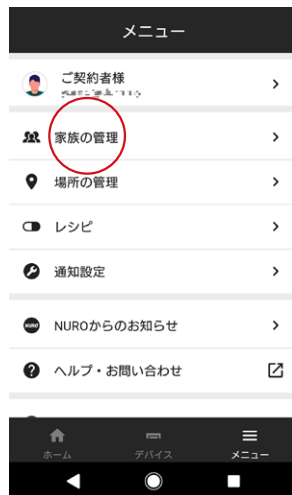 メニュー
ご契約者様
家族の管理
場所の管理
レシピ
通知設定
NURO
NUROからのお知らせ
ヘルプ・お問い合わせ
ホーム
デバイス
メニュー